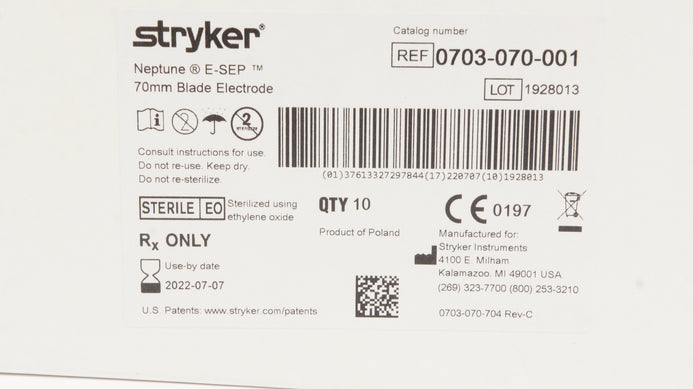 stryker®
Neptune ® E-SEP ™
70mm Blade Electrode
Catalog number
REF 0703-070-001
LOT 1928013
2
2
STERILIZE
(01)37613327297844(17)220707(10)1928013
Consult instructions for use.
Do not re-use. Keep dry.
Do not re-sterilize.
STERILE EO Sterilized using
ethylene oxide
QTY 10
CE 0197
Rx ONLY
Product of Poland
Manufactured for:
Stryker Instruments
4100 E. Milham
Kalamazoo, MI 49001 USA
(269) 323-7700 (800) 253-3210
Use-by date
2022-07-07
U.S. Patents: www.stryker.com/patents
0703-070-704 Rev-C